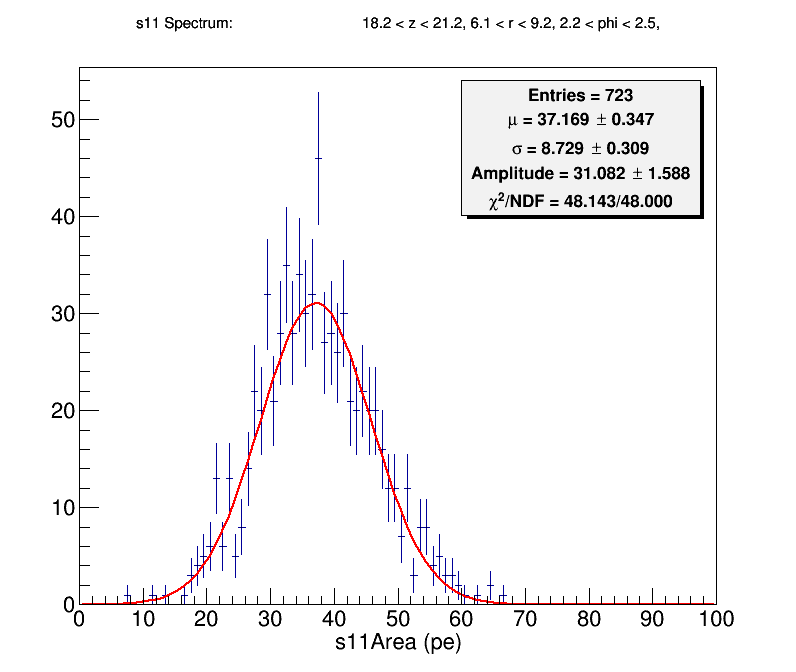 s11 Spectrum: 18.2 < z < 21.2, 6.1 < r < 9.2, 2.2 < phi < 2.5,
Entries = 723
μ = 37.169 ± 0.347
σ = 8.729 ± 0.309
Amplitude = 31.082 ± 1.588
χ²/NDF = 48.143/48.000
50
40
30
20
10
0
0 10 20 30 40 50 60 70 80 90 100
s11Area (pe)